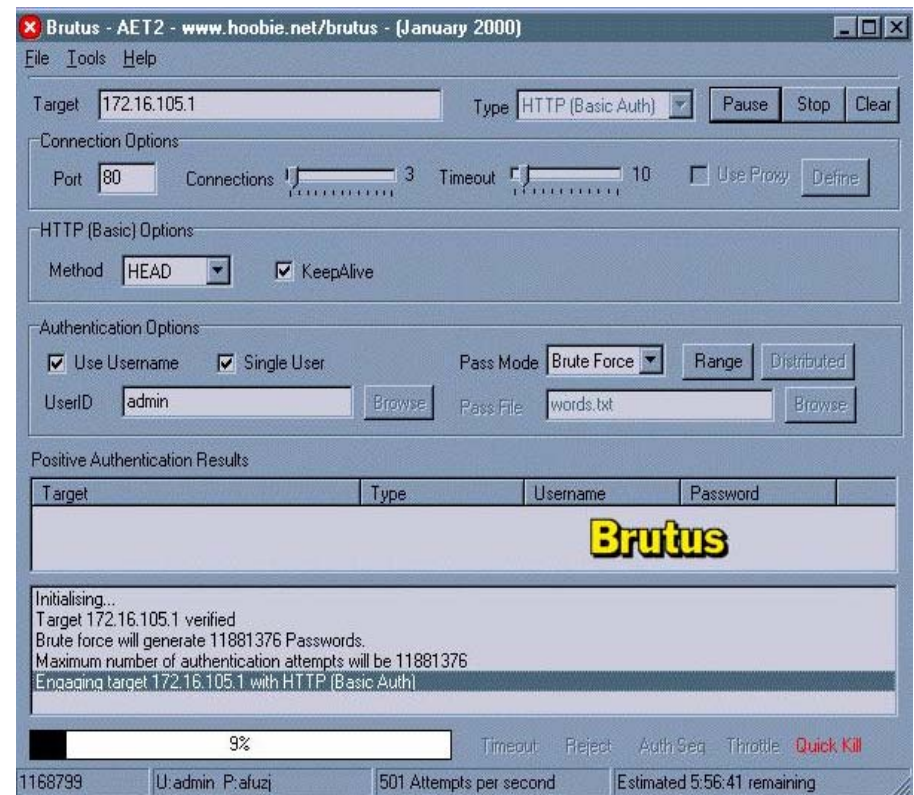 Brutus - AET2 - www.hoobie.net/brutus - (January 2000)
File Tools Help
Target 172.16.105.1 Type HTTP (Basic Auth) Pause Stop Clear
Connection Options
Port 80 Connections 3 Timeout 10 Use Proxy Define
HTTP (Basic) Options
Method HEAD KeepAlive
Authentication Options
Use Username Single User Pass Mode Brute Force Range Distributed
UserID admin Browse Pass File words.txt Browse
Positive Authentication Results
Target Type Username Password
Brutus
Initialising...
Target 172.16.105.1 verified
Brute force will generate 11881376 Passwords.
Maximum number of authentication attempts will be 11881376
Engaging target 172.16.105.1 with HTTP (Basic Auth)
9% Timeout Reject Auth Seq Throttle Quick Kill
1168799 U:admin P:afuzj 501 Attempts per second Estimated 5:56:41 remaining